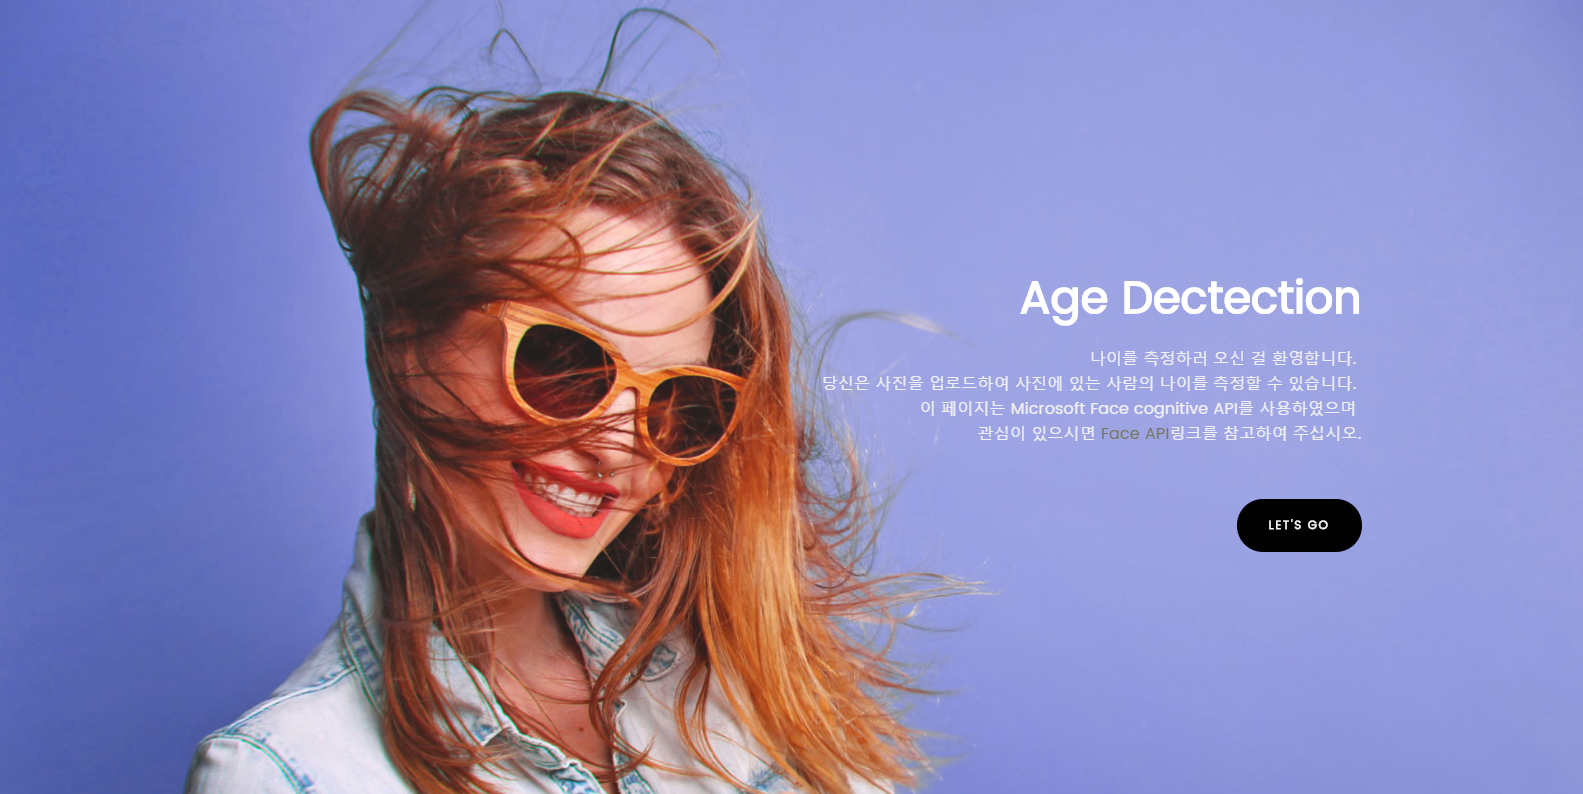 Age Dectection
나이를 측정하러 오신 걸 환영합니다.
당신은 사진을 업로드하여 사진에 있는 사람의 나이를 측정할 수 있습니다.
이 페이지는 Microsoft Face cognitive API를 사용하였으며
관심이 있으시면 Face API링크를 참고하여 주십시오.
LET'S GO